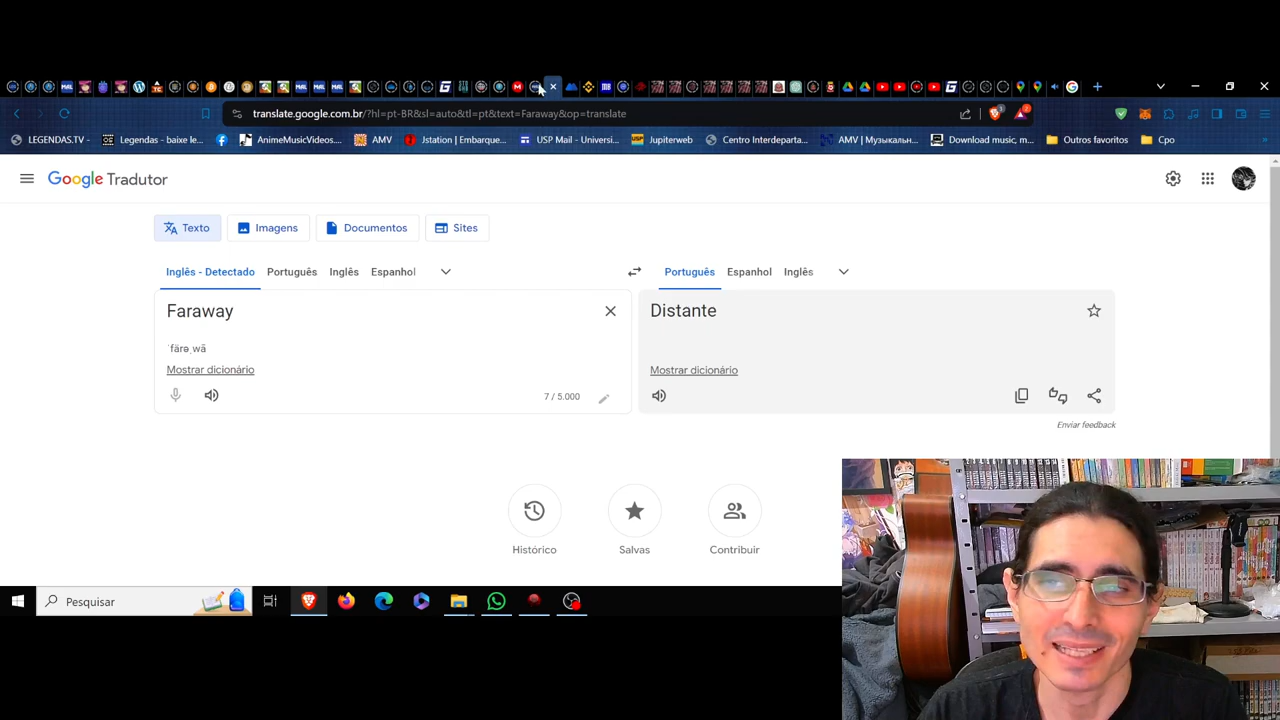 translate.google.com.br/?hl=pt-BR&sl=auto&tl=pt&text=Faraway&op=translate
LEGENDAS.TV - Legendas - baixe le... AnimeMusicVideos.... AMV Jstation | Embarque... USP Mail - Universi... Jupiterweb Centro Interdeparta... AMV | Музыкальн... Download music, m... Outros favoritos Cpo
Google Tradutor
Texto Imagens Documentos Sites
Inglês - Detectado Português Inglês Espanhol Português Espanhol Inglês
Faraway Distante
ˈfärəˌwā
Mostrar dicionário Mostrar dicionário
7 / 5.000
Enviar feedback
Histórico Salvas Contribuir
Pesquisar